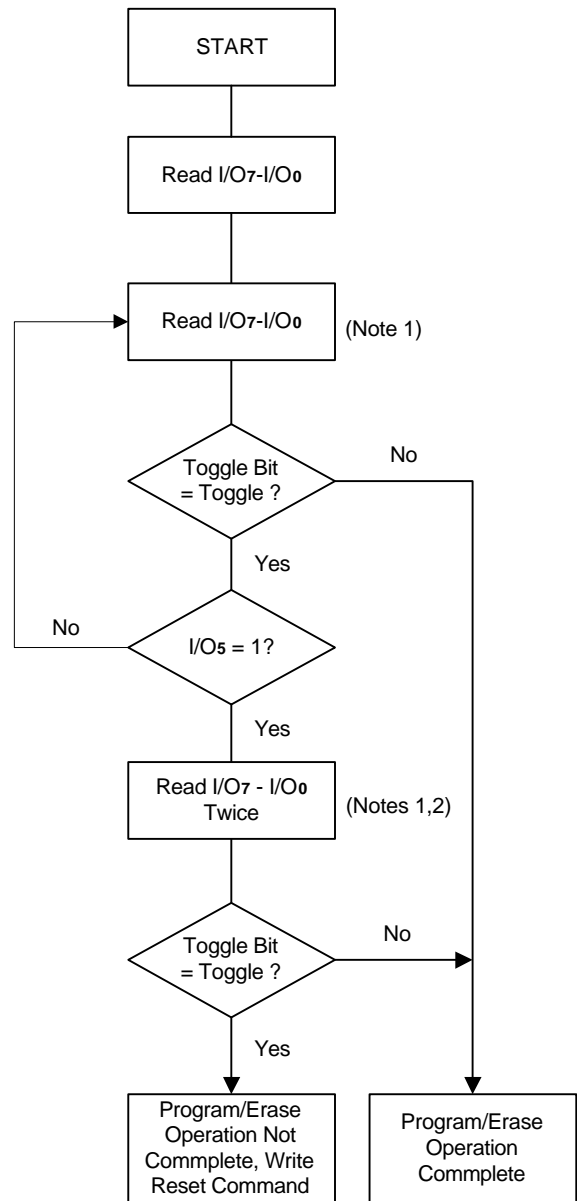 START
Read I/O7-I/O0
Read I/O7-I/O0
(Note 1)
Toggle Bit
= Toggle ?
No
Yes
No
I/O5 = 1?
Yes
Read I/O7 - I/O0
Twice
(Notes 1,2)
Toggle Bit
= Toggle ?
No
Yes
Program/Erase
Operation Not
Commplete, Write
Reset Command
Program/Erase
Operation
Commplete